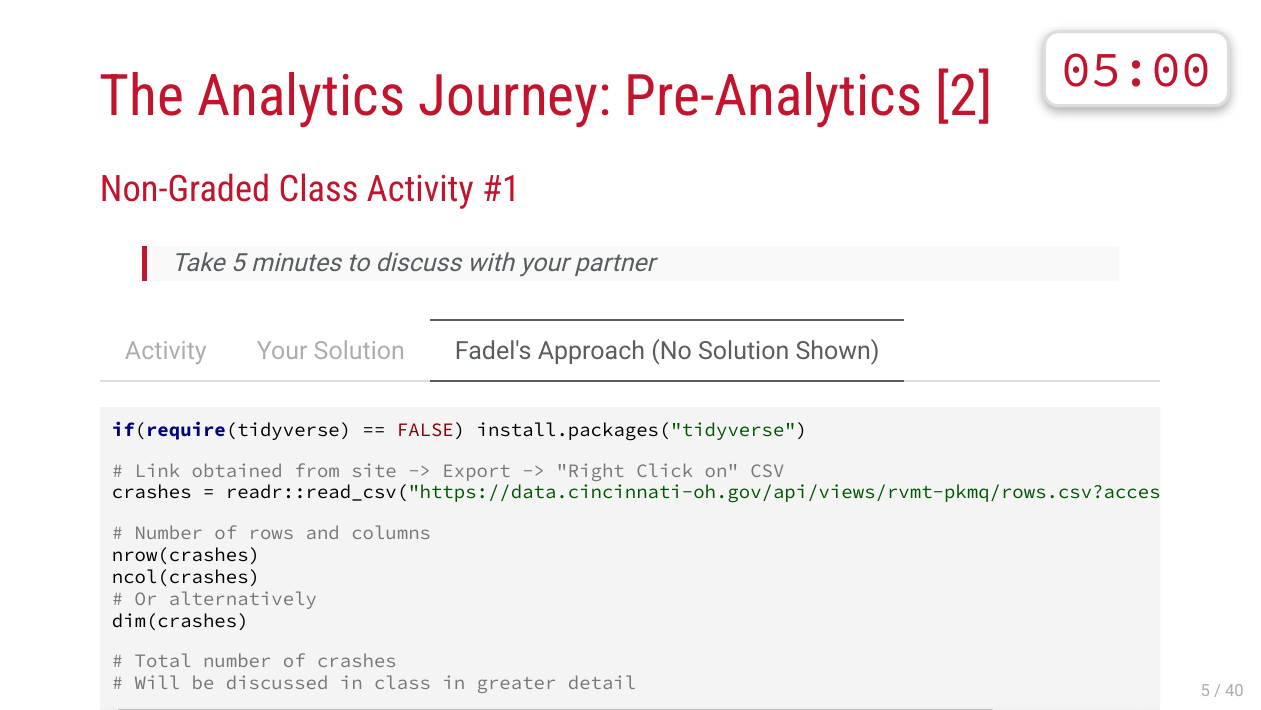 The Analytics Journey: Pre-Analytics [2]
05:00
Non-Graded Class Activity #1
Take 5 minutes to discuss with your partner
Activity
Your Solution
Fadel's Approach (No Solution Shown)
if(require(tidyverse) == FALSE) install.packages("tidyverse")
# Link obtained from site -> Export -> "Right Click on" CSV
crashes = readr::read_csv("https://data.cincinnati-oh.gov/api/views/rvmt-pkmq/rows.csv?acces
# Number of rows and columns
nrow(crashes)
ncol(crashes)
# Or alternatively
dim(crashes)
# Total number of crashes
# Will be discussed in class in greater detail
5 / 40